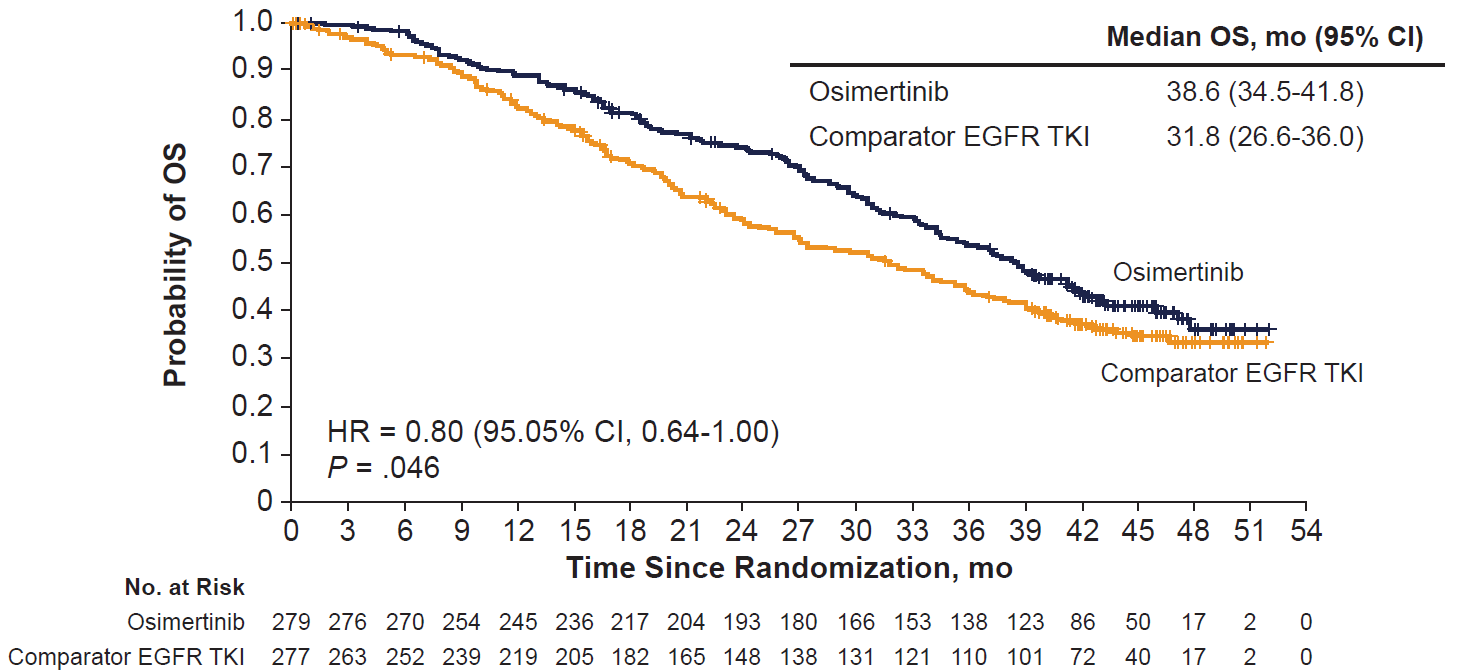 Median OS, mo (95% CI)
Osimertinib 38.6 (34.5-41.8)
Comparator EGFR TKI 31.8 (26.6-36.0)
Probability of OS
1.0
0.9
0.8
0.7
0.6
0.5
0.4
0.3
0.2
0.1
0
Osimertinib
Comparator EGFR TKI
HR = 0.80 (95.05% CI, 0.64-1.00)
P = .046
0 3 6 9 12 15 18 21 24 27 30 33 36 39 42 45 48 51 54
Time Since Randomization, mo
No. at Risk
Osimertinib 279 276 270 254 245 236 217 204 193 180 166 153 138 123 86 50 17 2 0
Comparator EGFR TKI 277 263 252 239 219 205 182 165 148 138 131 121 110 101 72 40 17 2 0